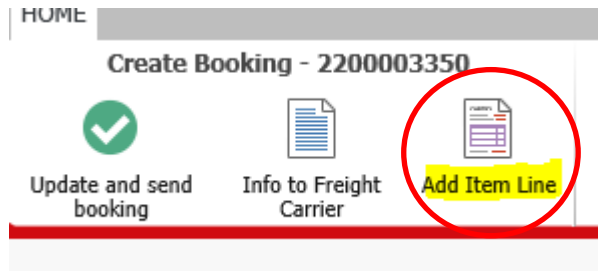 HOME
Create Booking - 2200003350
Update and send
booking
Info to Freight
Carrier
Add Item Line